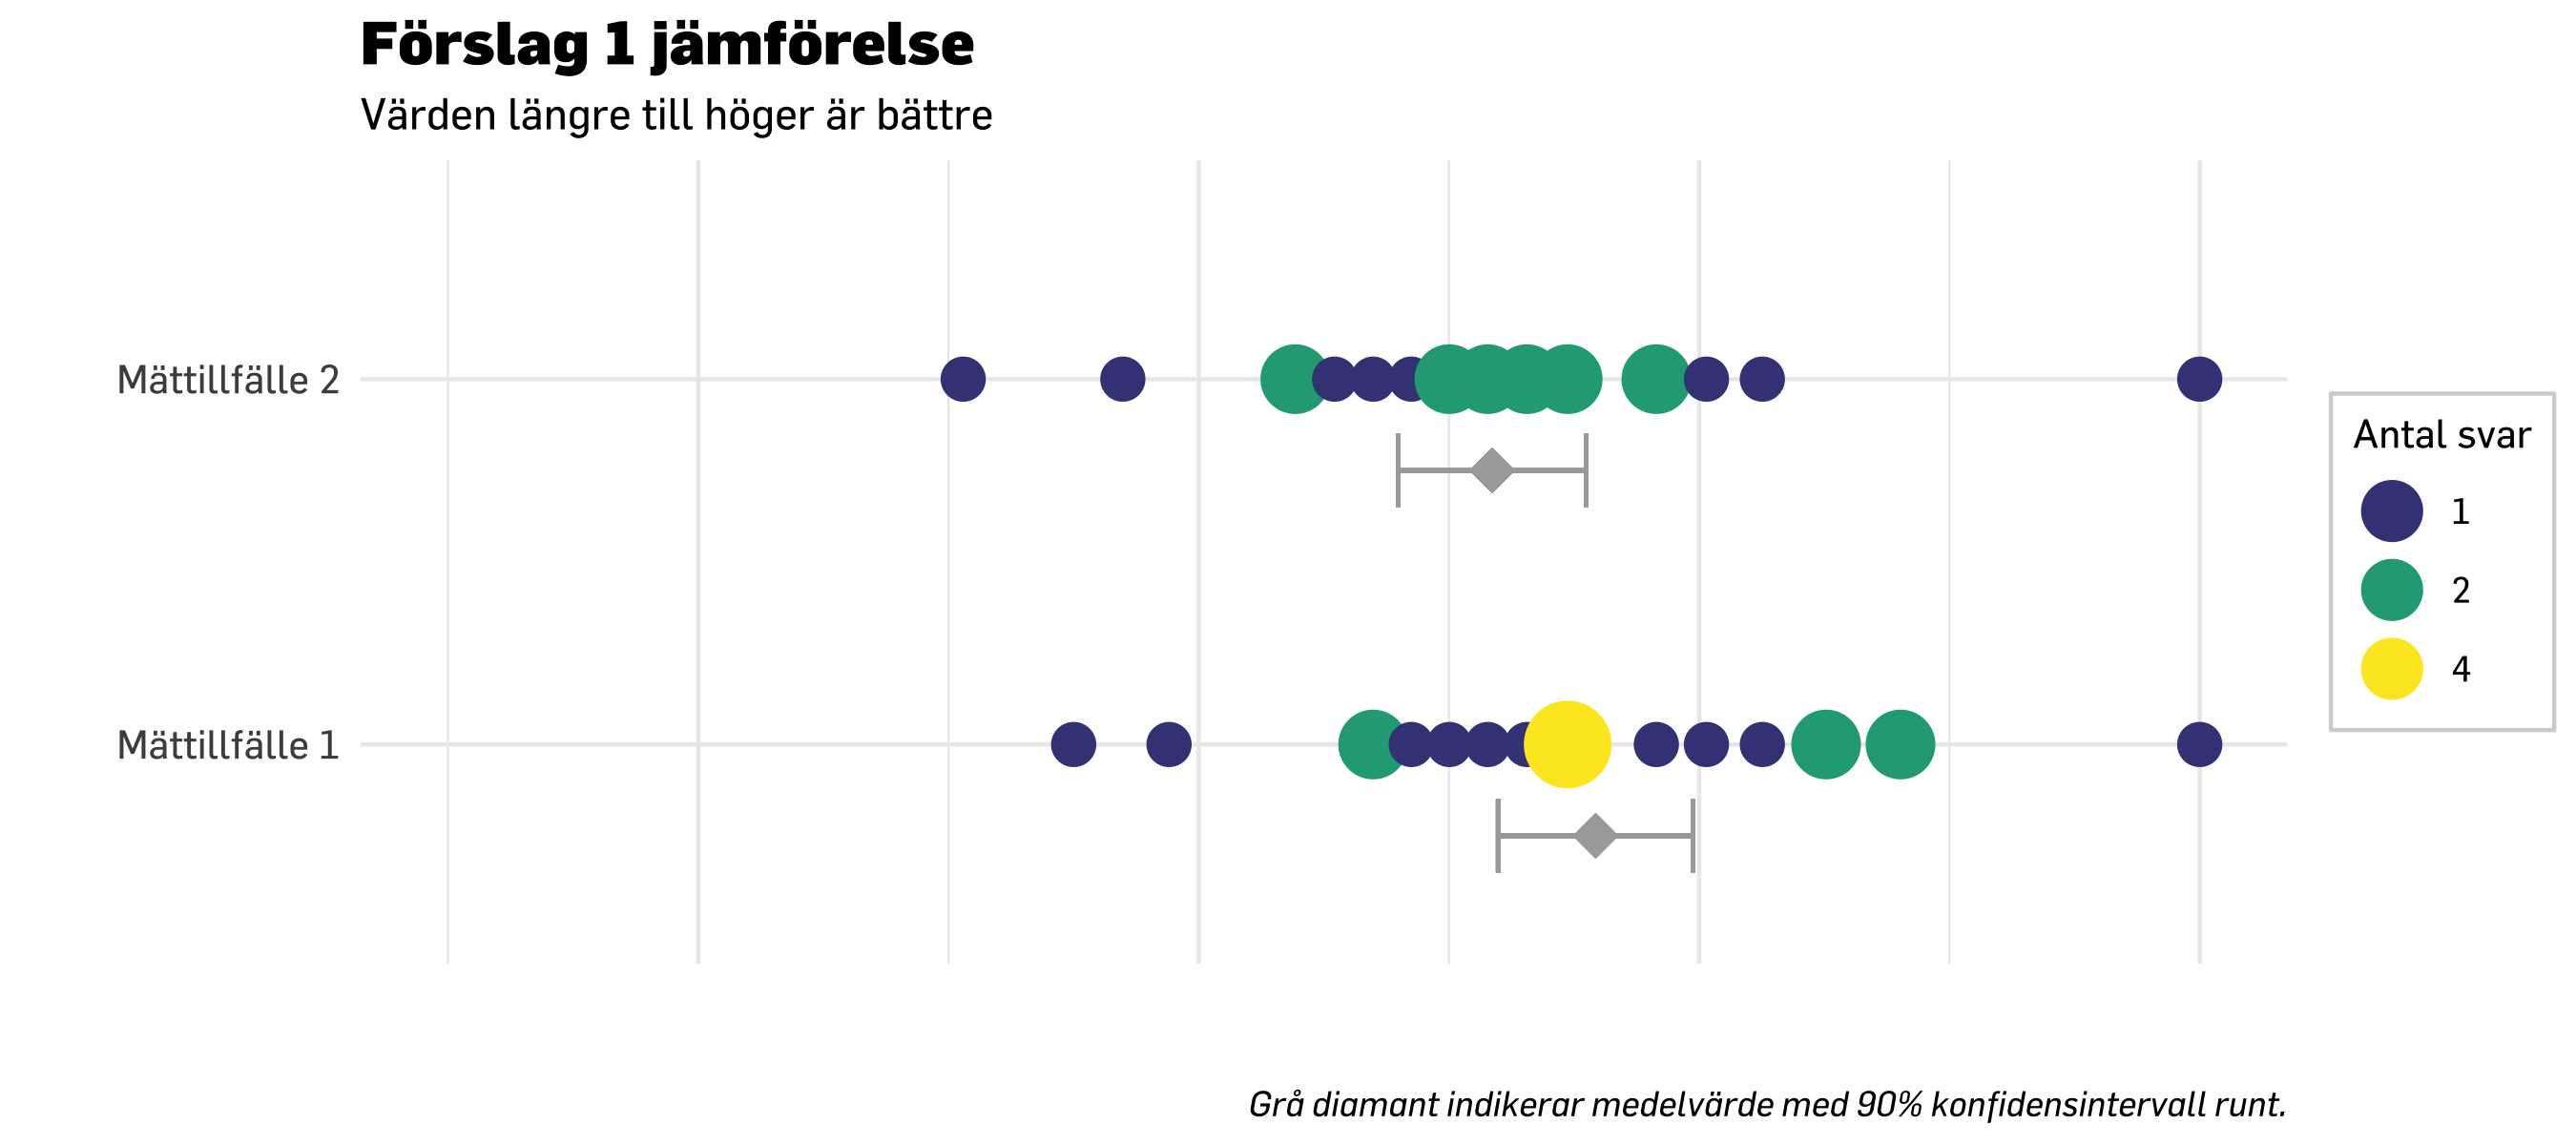 Förslag 1 jämförelse
Värden längre till höger är bättre
Mättillfälle 2
Mättillfälle 1
Antal svar
1
2
4
Grå diamant indikerar medelvärde med 90% konfidensintervall runt.